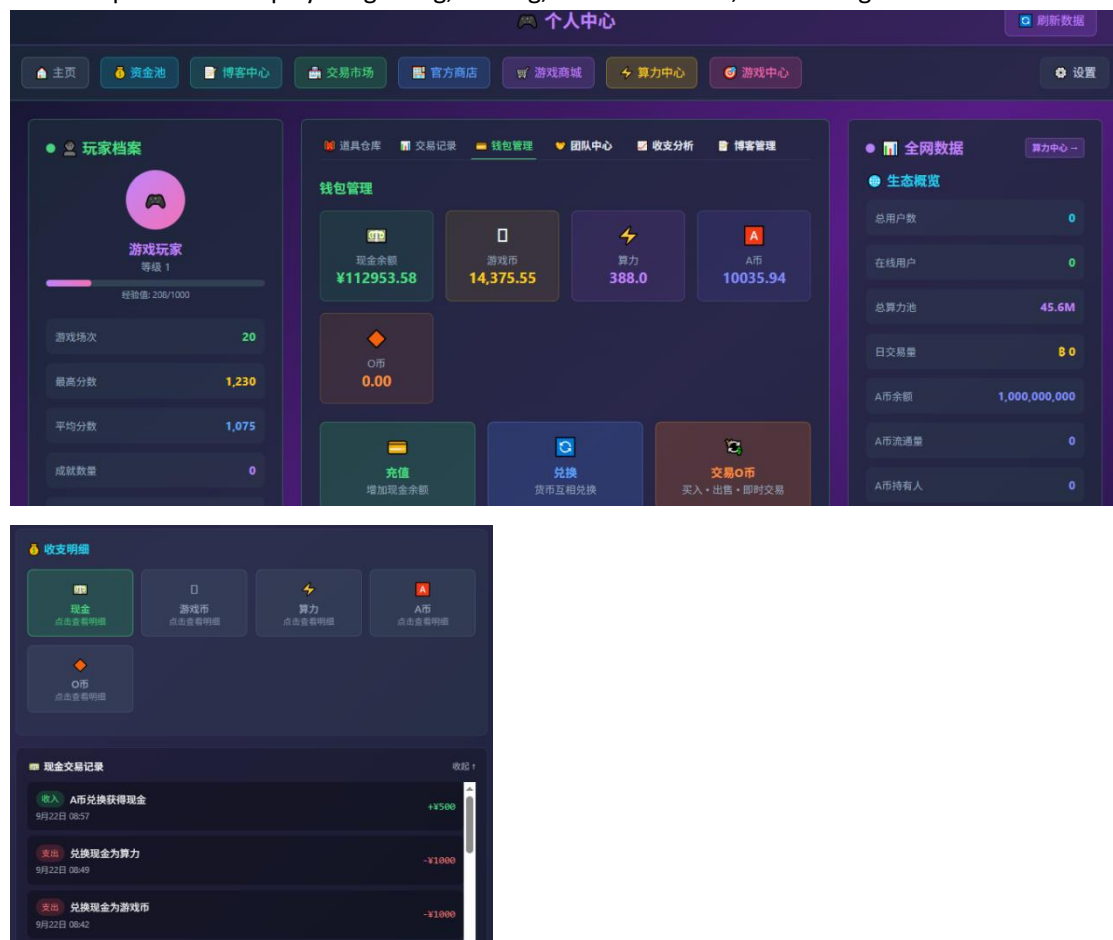 个人中心
刷新数据
主页 资金池 博客中心 交易市场 官方商店 游戏商城 算力中心 游戏中心 设置
玩家档案
游戏玩家
等级 1
经验值: 208/1000
游戏场次 20
最高分数 1,230
平均分数 1,075
成就数量 0
道具仓库 交易记录 钱包管理 团队中心 收支分析 博客管理
钱包管理
现金余额
¥112953.58
游戏币
14,375.55
算力
388.0
A
A币
10035.94
O币
0.00
充值
增加现金余额
兑换
货币互相兑换
交易O币
买入・出售・即时交易
全网数据
算力中心→
生态概览
总用户数 0
在线用户 0
总算力池 45.6M
日交易量 ฿ 0
A币余额 1,000,000,000
A币流通量 0
A币持有人 0
收支明细
现金
点击查看明细
游戏币
点击查看明细
算力
点击查看明细
A
A币
点击查看明细
O币
点击查看明细
现金交易记录 收起 ↑
收入 A币兑换获得现金 +¥500
9月22日 08:57
支出 兑换现金为算力 -¥1000
9月22日 08:49
支出 兑换现金为游戏币 -¥1000
9月22日 08:42